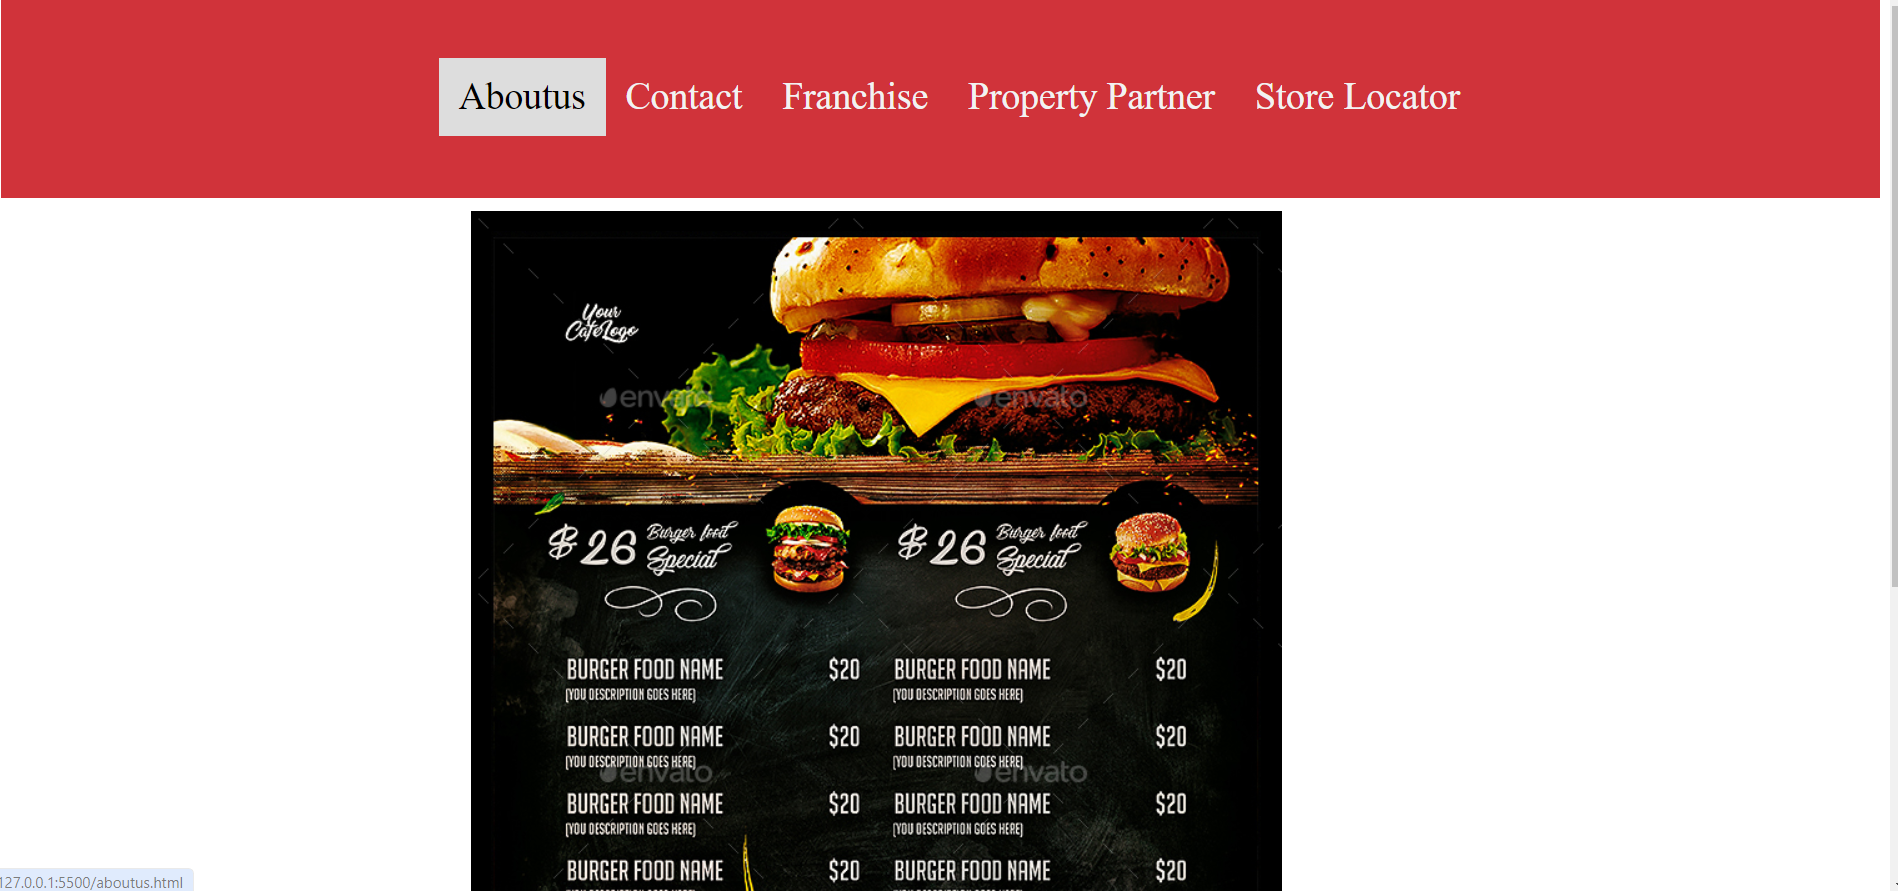 Aboutus Contact Franchise Property Partner Store Locator
Your
CafeLogo
envato envato
$26 Burger food Special $26 Burger food Special
BURGER FOOD NAME $20 BURGER FOOD NAME $20
(YOU DESCRIPTION GOES HERE) (YOU DESCRIPTION GOES HERE)
BURGER FOOD NAME $20 BURGER FOOD NAME $20
(YOU DESCRIPTION GOES HERE) (YOU DESCRIPTION GOES HERE)
envato envato
BURGER FOOD NAME $20 BURGER FOOD NAME $20
(YOU DESCRIPTION GOES HERE) (YOU DESCRIPTION GOES HERE)
BURGER FOOD NAME $20 BURGER FOOD NAME $20
127.0.0.1:5500/aboutus.html